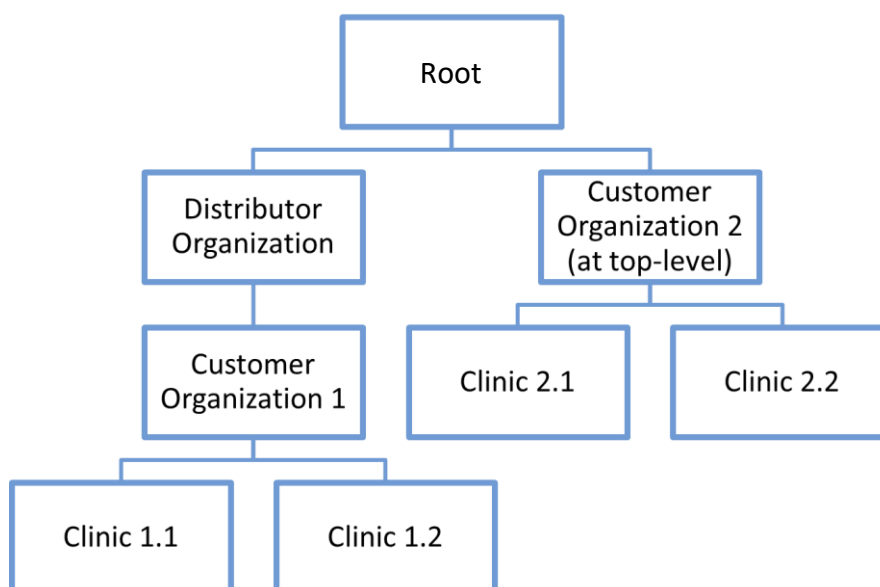 Root
Distributor
Organization
Customer
Organization 2
(at top-level)
Customer
Organization 1
Clinic 2.1
Clinic 2.2
Clinic 1.1
Clinic 1.2